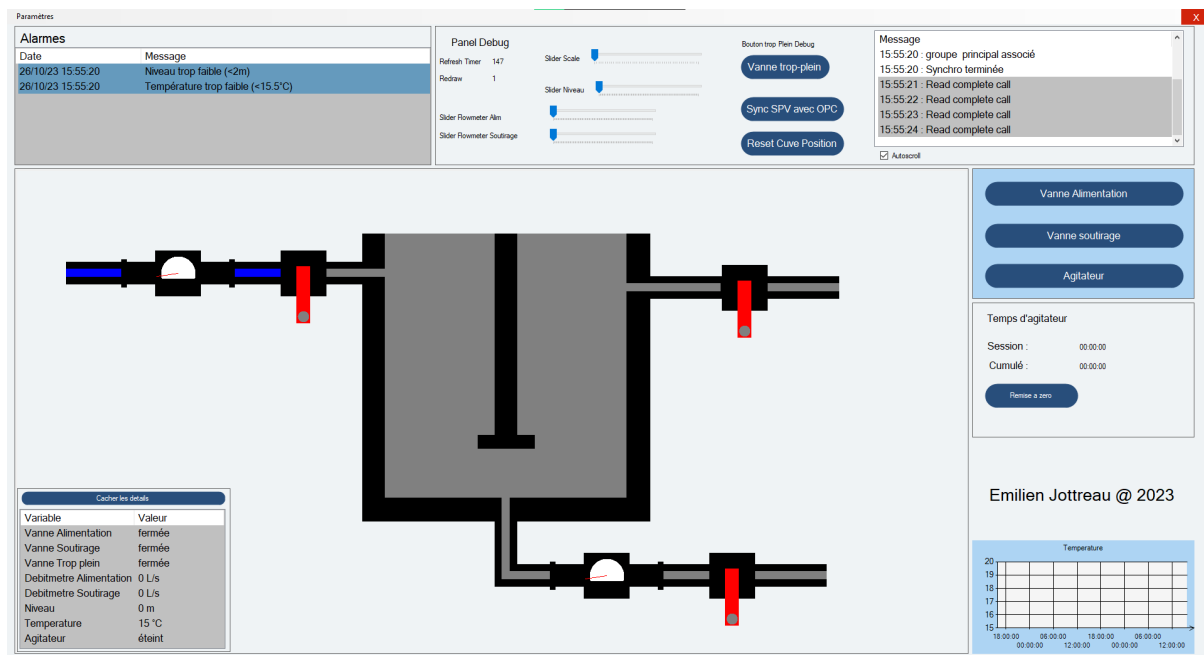 Paramètres
X
Alarmes
Date Message
26/10/23 15:55:20 Niveau trop faible (<2m)
26/10/23 15:55:20 Température trop faible (<15.5°C)
Panel Debug
Refresh Timer 147
Redraw 1
Slider Scale
Slider Niveau
Slider Flowmeter Alim
Slider Flowmeter Soutirage
Bouton trop Plein Debug
Vanne trop-plein
Sync SPV avec OPC
Reset Cuve Position
Message
15:55:20 : groupe principal associé
15:55:20 : Synchro terminée
15:55:21 : Read complete call
15:55:22 : Read complete call
15:55:23 : Read complete call
15:55:24 : Read complete call
Autoscroll
Vanne Alimentation
Vanne soutirage
Agitateur
Temps d'agitateur
Session : 00:00:00
Cumulé : 00:00:00
Remise a zero
Cacher les details
Variable Valeur
Vanne Alimentation fermée
Vanne Soutirage fermée
Vanne Trop plein fermée
Debitmetre Alimentation 0 L/s
Debitmetre Soutirage 0 L/s
Niveau 0 m
Temperature 15 °C
Agitateur éteint
Emilien Jottreau @ 2023
Temperature
20
19
18
17
16
15
18:00:00 06:00:00 18:00:00 06:00:00
00:00:00 12:00:00 00:00:00 12:00:00